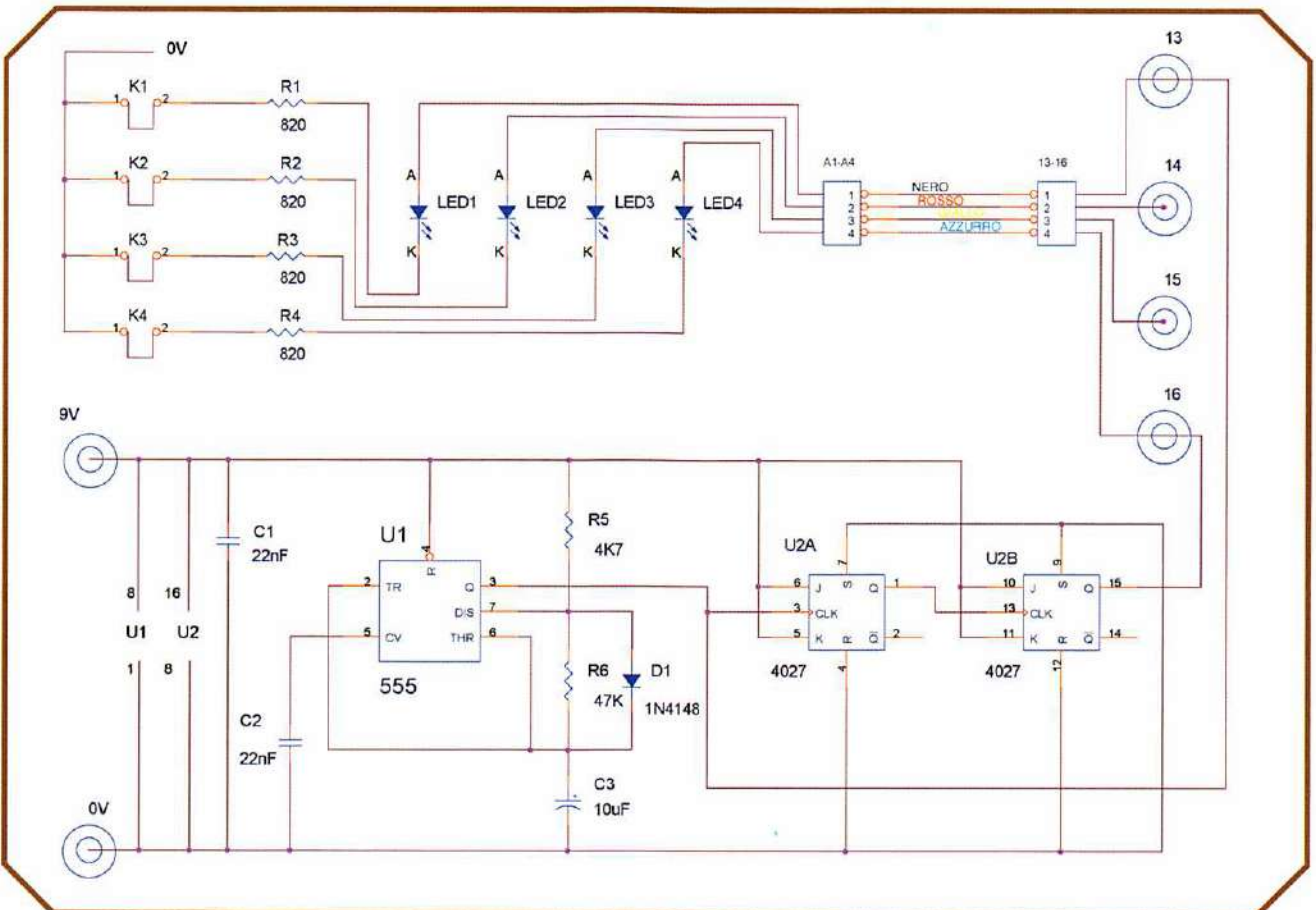 0V
13
K1
R1
1
2
820
K2
R2
1
2
820
K3
R3
1
2
820
K4
R4
1
2
820
A
A
A
A
LED1
LED2
LED3
LED4
K
K
K
K
A1-A4
13-16
1
2
3
4
NERO
ROSSO
GIALLO
AZZURRO
1
2
3
4
14
15
16
9V
C1
22nF
U1
4
R
2
TR
Q
3
DIS
7
5
CV
THR
6
555
R5
4K7
R6
47K
D1
1N4148
8
16
U1
U2
1
8
C2
22nF
C3
10uF
U2A
7
6
J
S
Q
1
3
CLK
5
K
R
Q
2
4027
4
U2B
9
10
J
S
Q
15
13
CLK
11
K
R
Q
14
4027
12
0V